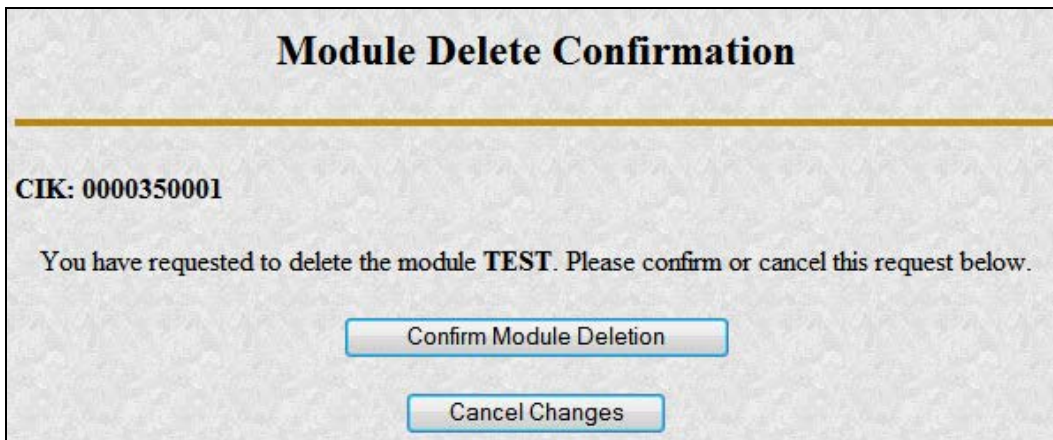 Module Delete Confirmation
CIK: 0000350001
You have requested to delete the module TEST. Please confirm or cancel this request below.
Confirm Module Deletion
Cancel Changes